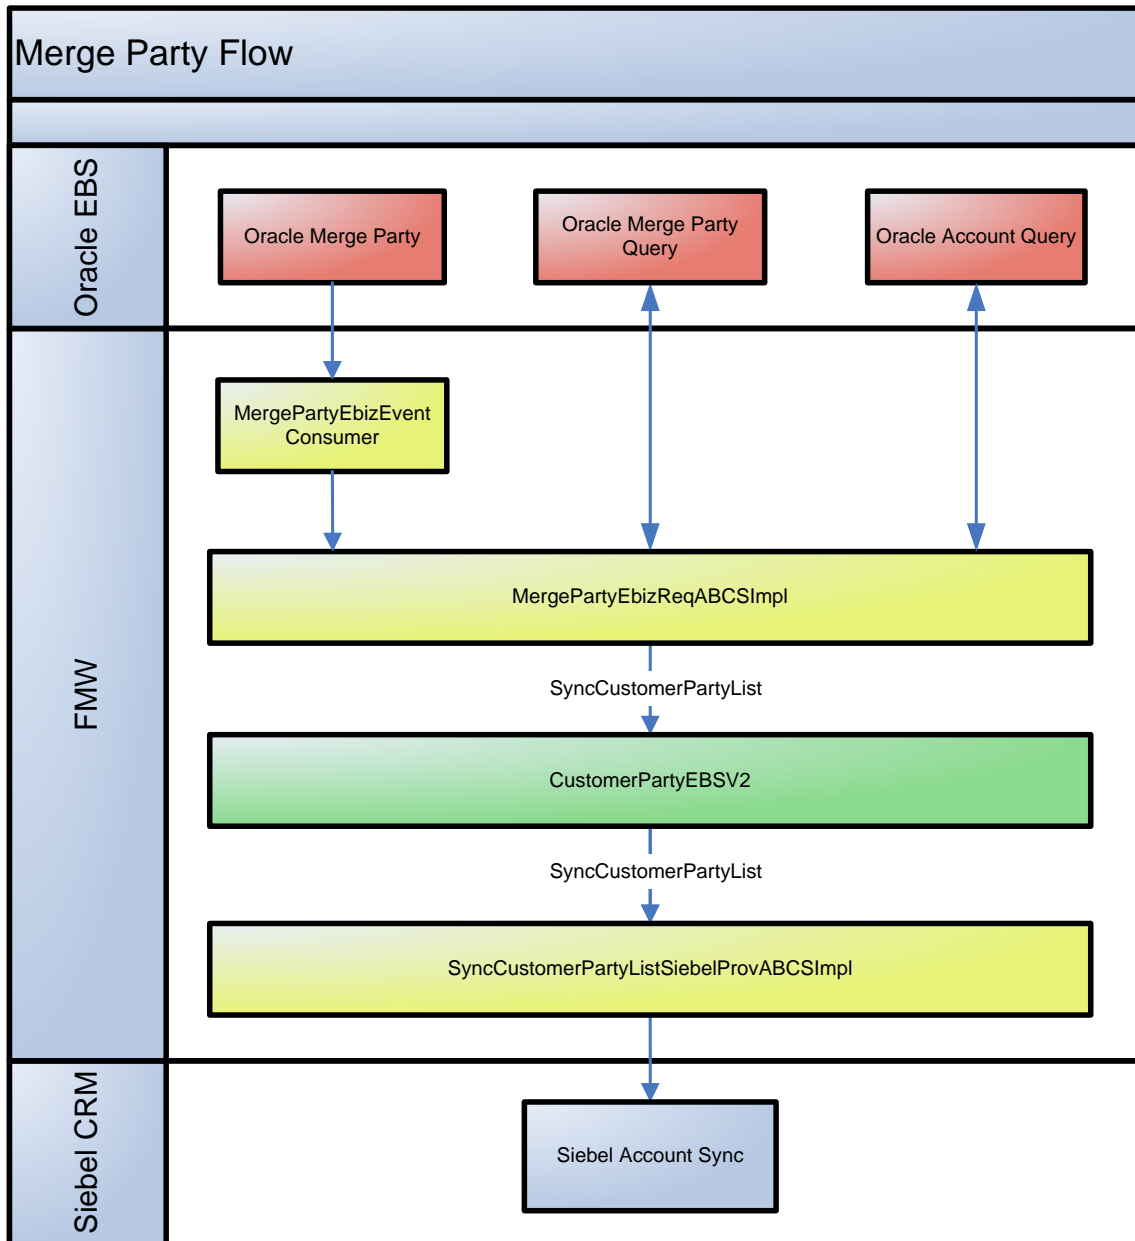 Merge Party Flow
Oracle EBS
Oracle Merge Party
Oracle Merge Party
Query
Oracle Account Query
FMW
MergePartyEbizEvent
Consumer
MergePartyEbizReqABCSImpl
SyncCustomerPartyList
CustomerPartyEBSV2
SyncCustomerPartyList
SyncCustomerPartyListSiebelProvABCSImpl
Siebel CRM
Siebel Account Sync